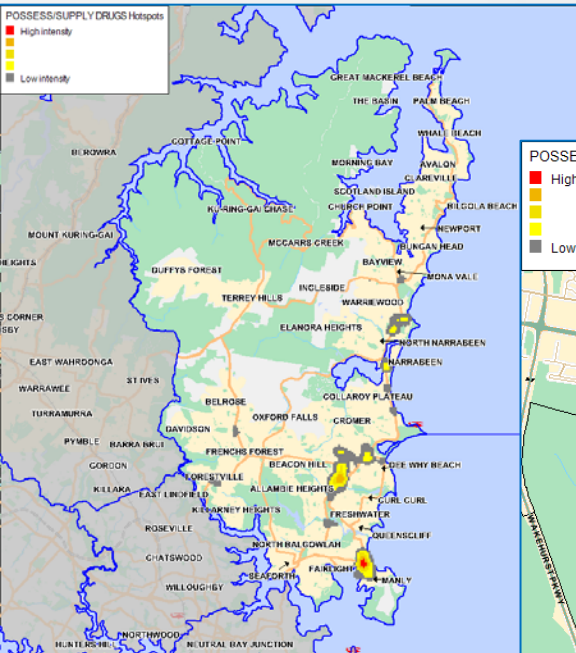 POSSESS/SUPPLY DRUGS Hotspots
High intensity
Low intensity
GREAT MACKEREL BEACH
THE BASIN
PALM BEACH
WHALE BEACH
COTTAGE POINT
BEROWRA
MORNING BAY
AVALON
CLAREVILLE
SCOTLAND ISLAND
KU-RING-GAI CHASE
CHURCH POINT
BILGOLA BEACH
MOUNT KURING-GAI
NEWPORT
MCCARRS CREEK
BUNGAN HEAD
HEIGHTS
BAYVIEW
DUFFYS FOREST
MONA VALE
INGLESIDE
TERREY HILLS
WARRIEWOOD
S CORNER
SBY
ELANORA HEIGHTS
NORTH NARRABEEN
EAST WAHROONGA
NARRABEEN
ST IVES
WARRAWEE
COLLAROY PLATEAU
BELROSE
TURRAMURRA
OXFORD FALLS
CROMER
DAVIDSON
PYMBLE
BARRA BRUI
FRENCHS FOREST
GORDON
BEACON HILL
DEE WHY BEACH
FORESTVILLE
KILLARA
ALLAMBIE HEIGHTS
EAST LINDFIELD
CURL CURL
KILLARNEY HEIGHTS
FRESHWATER
ROSEVILLE
QUEENSCLIFF
NORTH BALGOWLAH
CHATSWOOD
FAIRLIGHT
SEAFORTH
MANLY
WILLOUGHBY
NORTHWOOD
HUNTERS HILL
NEUTRAL BAY JUNCTION
POSSE
High
Low
WAKEHURST PKWY